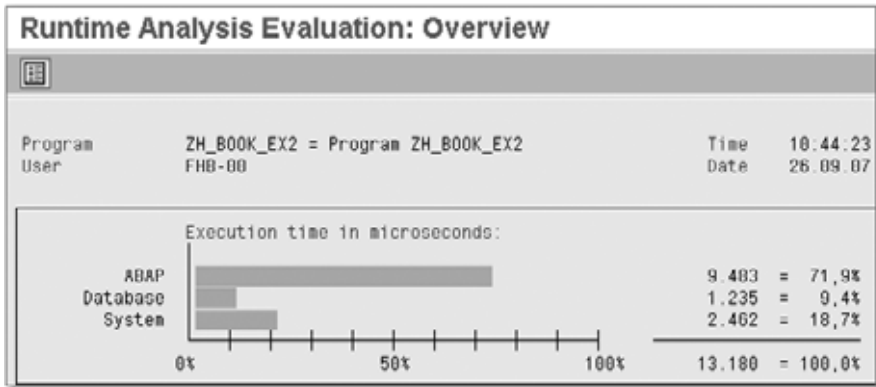 Runtime Analysis Evaluation: Overview
Program ZH_BOOK_EX2 = Program ZH_BOOK_EX2 Time 10:44:23
User FHB-00 Date 26.09.07
Execution time in microseconds:
ABAP 9.483 = 71,9%
Database 1.235 = 9,4%
System 2.462 = 18,7%
0% 50% 100% 13.180 = 100,0%